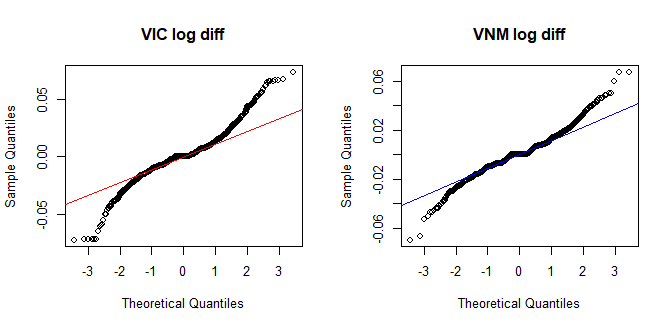 VIC log diff
Sample Quantiles
0.05
0.00
-0.05
-3 -2 -1 0 1 2 3
Theoretical Quantiles
VNM log diff
Sample Quantiles
0.06
0.02
-0.02
-0.06
-3 -2 -1 0 1 2 3
Theoretical Quantiles